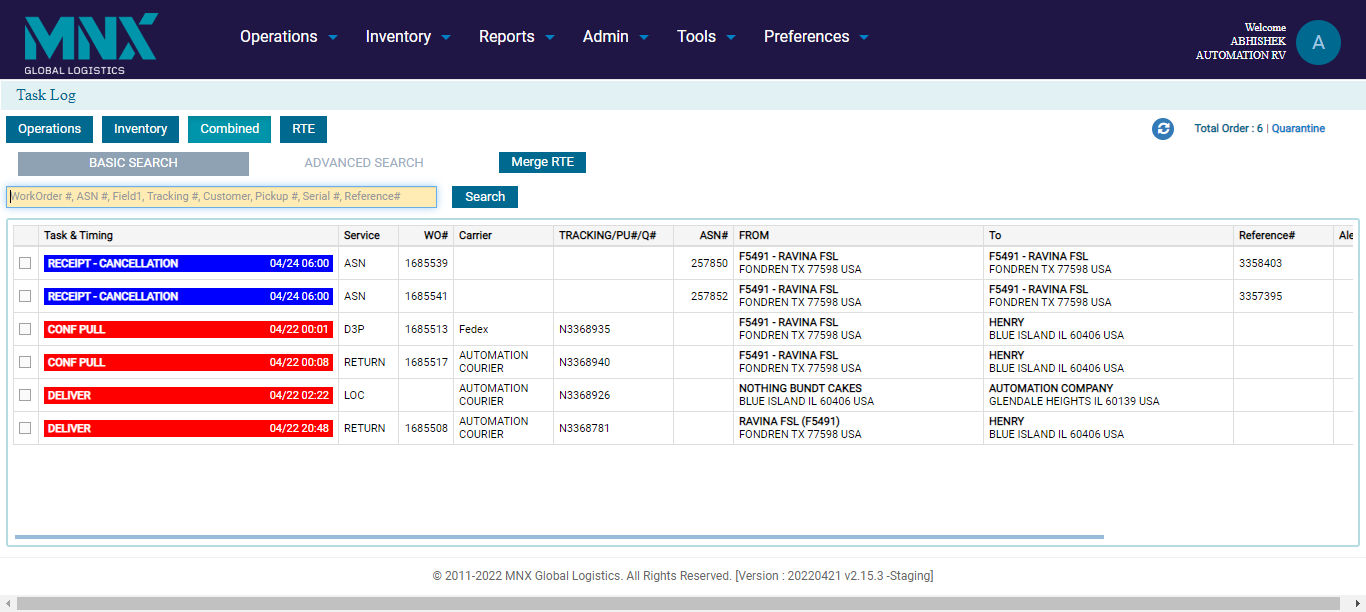 MNX
GLOBAL LOGISTICS
Operations Inventory Reports Admin Tools Preferences
Welcome
ABHISHEK
AUTOMATION RV
A
Task Log
Operations Inventory Combined RTE
Total Order : 6 | Quarantine
BASIC SEARCH ADVANCED SEARCH Merge RTE
WorkOrder #, ASN #, Field1, Tracking #, Customer, Pickup #, Serial #, Reference#
Search
Task & Timing Service WO# Carrier TRACKING/PU#/Q# ASN# FROM To Reference# Ale
RECEIPT - CANCELLATION 04/24 06:00 ASN 1685539 257850 F5491 - RAVINA FSL F5491 - RAVINA FSL 3358403
FONDREN TX 77598 USA FONDREN TX 77598 USA
RECEIPT - CANCELLATION 04/24 06:00 ASN 1685541 257852 F5491 - RAVINA FSL F5491 - RAVINA FSL 3357395
FONDREN TX 77598 USA FONDREN TX 77598 USA
CONF PULL 04/22 00:01 D3P 1685513 Fedex N3368935 F5491 - RAVINA FSL HENRY
FONDREN TX 77598 USA BLUE ISLAND IL 60406 USA
CONF PULL 04/22 00:08 RETURN 1685517 AUTOMATION COURIER N3368940 F5491 - RAVINA FSL HENRY
FONDREN TX 77598 USA BLUE ISLAND IL 60406 USA
DELIVER 04/22 02:22 LOC AUTOMATION COURIER N3368926 NOTHING BUNDT CAKES AUTOMATION COMPANY
BLUE ISLAND IL 60406 USA GLENDALE HEIGHTS IL 60139 USA
DELIVER 04/22 20:48 RETURN 1685508 AUTOMATION COURIER N3368781 RAVINA FSL (F5491) HENRY
FONDREN TX 77598 USA BLUE ISLAND IL 60406 USA
© 2011-2022 MNX Global Logistics. All Rights Reserved. [Version : 20220421 v2.15.3 -Staging]